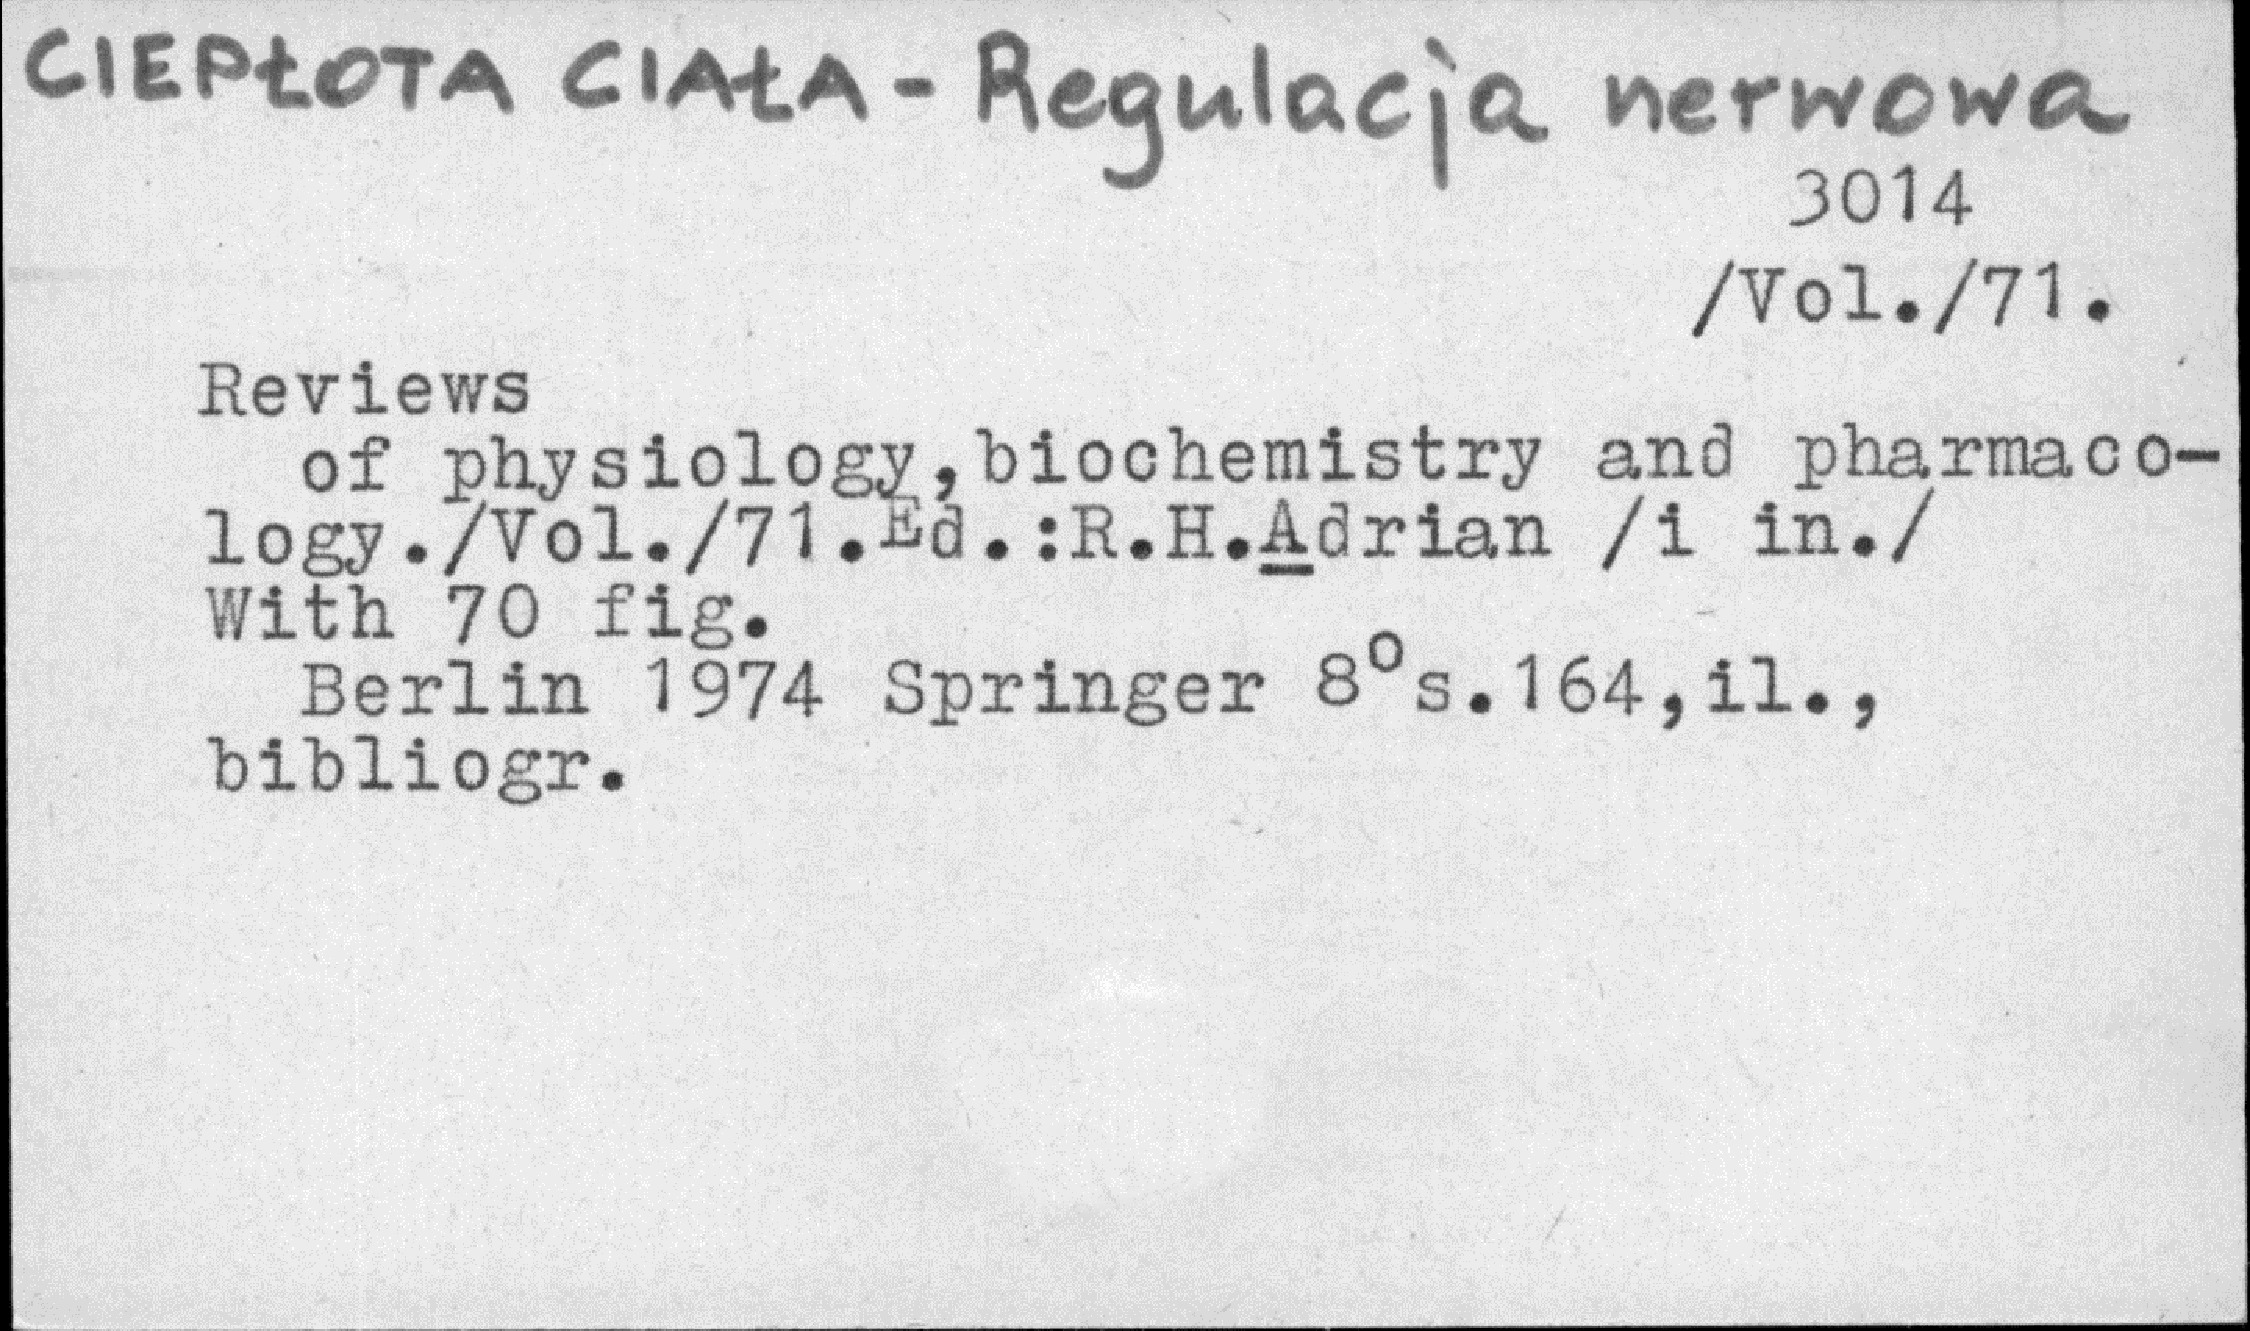 CIEPŁOTA CIAŁA - Regulacja nerwowa
3014
/Vol./71.
Reviews
of physiology,biochemistry and pharmaco-
logy./Vol./71.Ed.:R.H.Adrian /i in./
With 70 fig.
Berlin 1974 Springer 8°s.164,il.,
bibliogr.